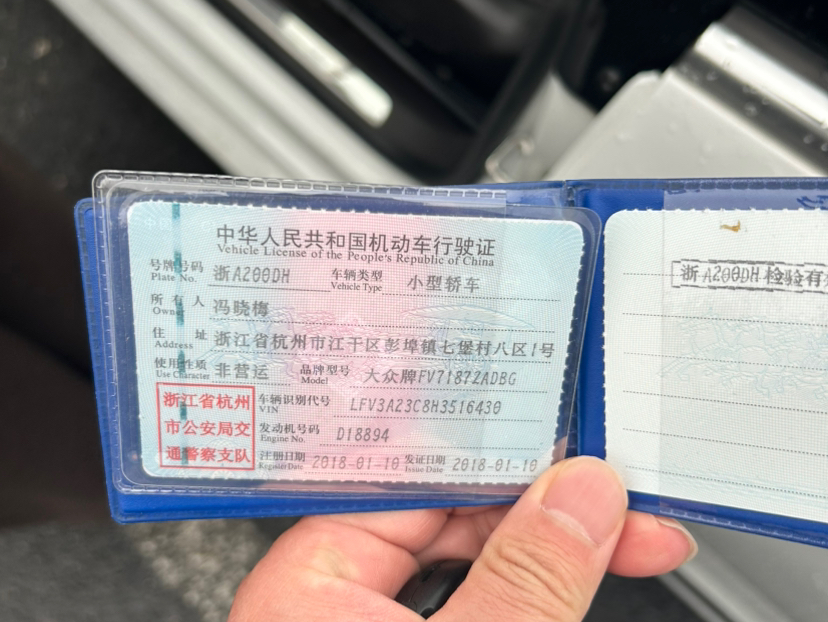 中华人民共和国机动车行驶证
Vehicle License of the People's Republic of China
号牌号码 浙A200DH 车辆类型 小型轿车
Plate No. Vehicle Type
所有人 冯晓梅
Owner
住址 浙江省杭州市江干区彭埠镇七堡村八区1号
Address
使用性质 非营运 品牌型号 大众牌FV7187ZADBG
Use Character Model
浙江省杭州 车辆识别代号 LFV3A23C8H3516430
VIN
市公安局交 发动机号码 D18894
Engine No.
通警察支队 注册日期 2018-01-10 发证日期 2018-01-10
Register Date Issue Date
浙A200DH检验有